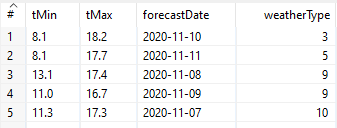 # tMin tMax forecastDate weatherType
1 8.1 18.2 2020-11-10 3
2 8.1 17.7 2020-11-11 5
3 13.1 17.4 2020-11-08 9
4 11.0 16.7 2020-11-09 9
5 11.3 17.3 2020-11-07 10